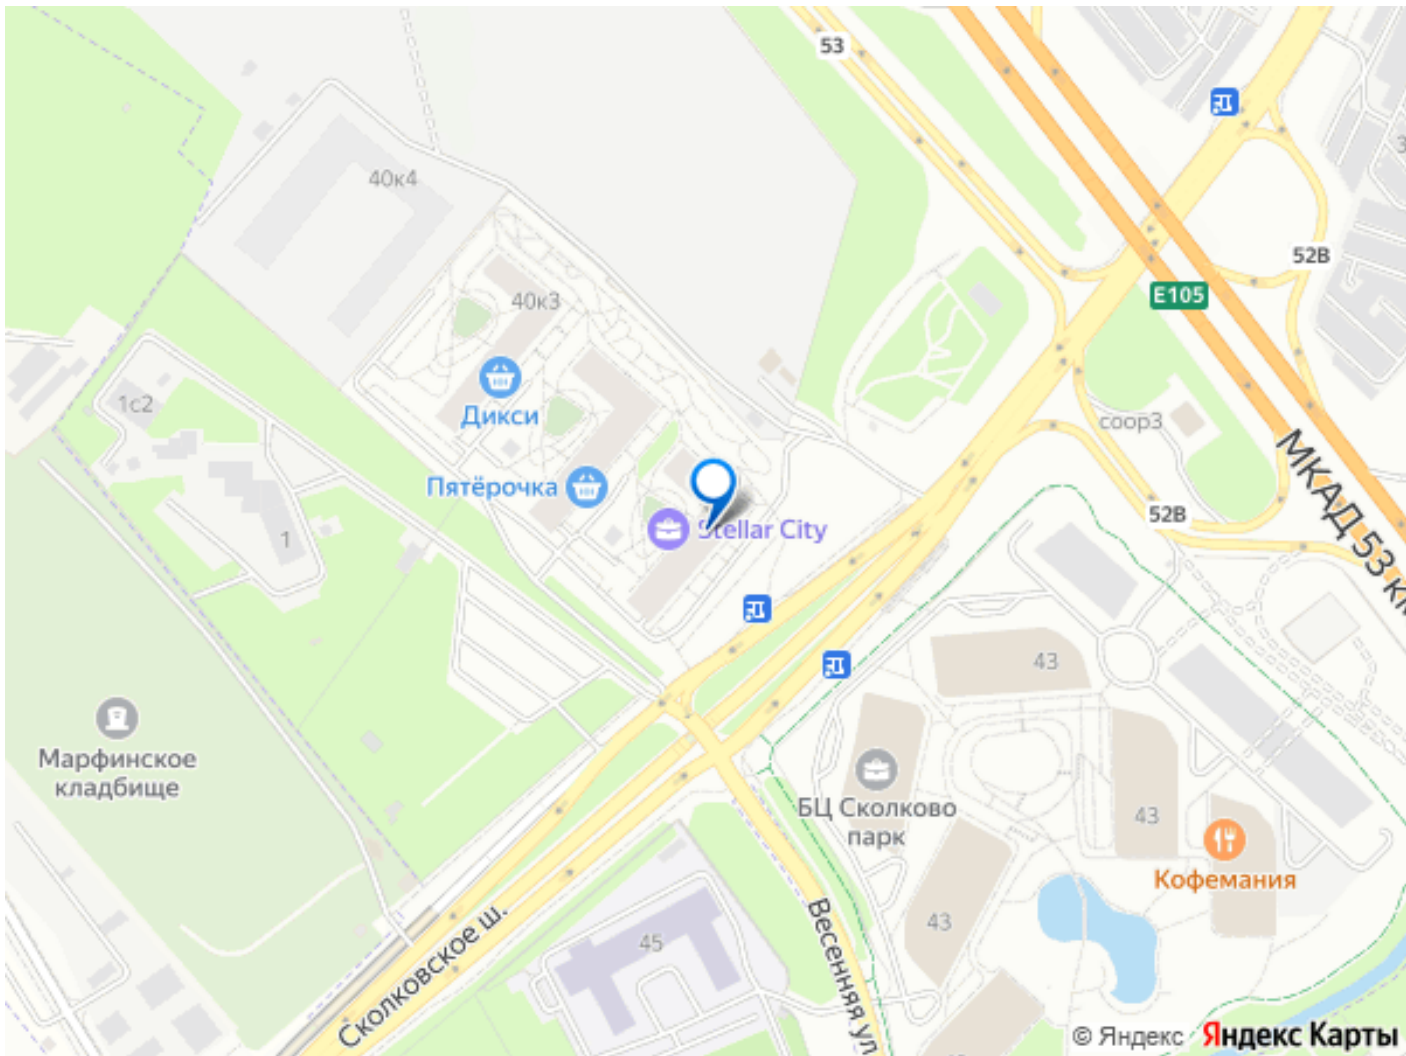 53
40к4
52В
E105
40к3
1с2
Дикси
соор3
МКАД 53 км
Пятёрочка
52В
Stellar City
1
43
Марфинское
кладбище
БЦ Сколково
парк
43
Кофемания
43
45
Сколковское ш.
Весенняя ул
© Яндекс Яндекс Карты